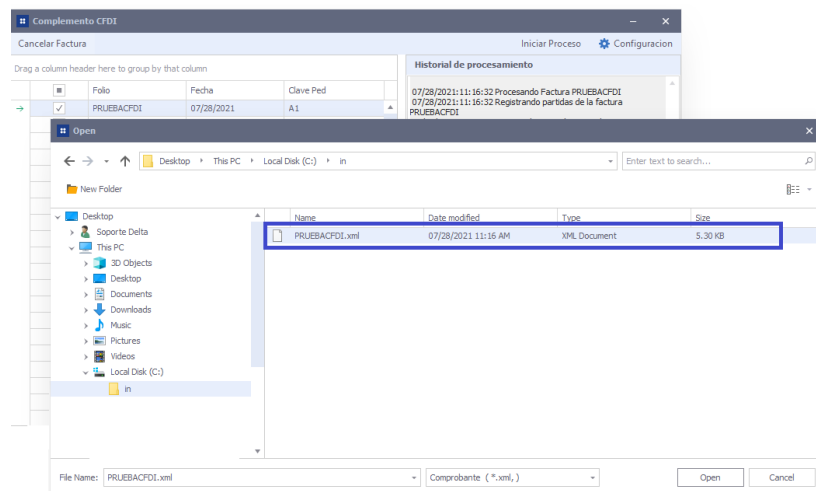 Complemento CFDI
Cancelar Factura
Iniciar Proceso Configuracion
Drag a column header here to group by that column
Historial de procesamiento
Folio Fecha Clave Ped
PRUEBACFDI 07/28/2021 A1
07/28/2021:11:16:32 Procesando Factura PRUEBACFDI
07/28/2021:11:16:32 Registrando partidas de la factura
PRUEBACFDI
Open
Desktop This PC Local Disk (C:) in
Enter text to search...
New Folder
Desktop
Soporte Delta
This PC
3D Objects
Desktop
Documents
Downloads
Music
Pictures
Videos
Local Disk (C:)
in
Name Date modified Type Size
PRUEBACFDI.xml 07/28/2021 11:16 AM XML Document 5.30 KB
File Name: PRUEBACFDI.xml Comprobante ( *.xml, ) Open Cancel